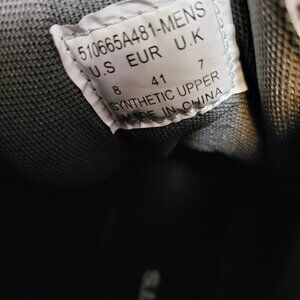 510665A481-MENS
U.S EUR U.K
8 41 7
SYNTHETIC UPPER
MADE IN CHINA